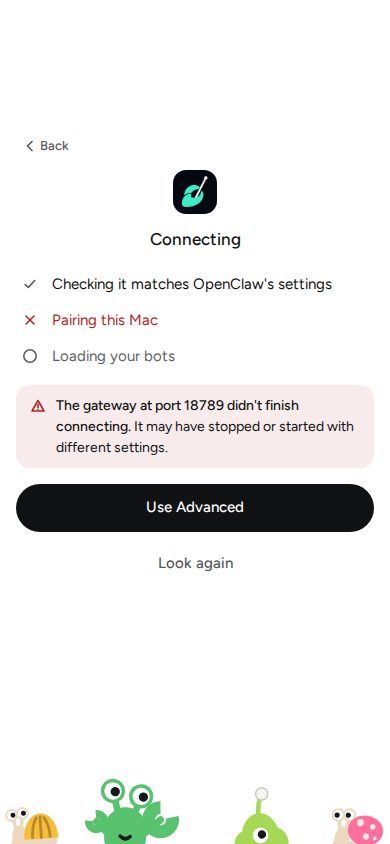 Back
Connecting
Checking it matches OpenClaw's settings
Pairing this Mac
Loading your bots
The gateway at port 18789 didn't finish
connecting. It may have stopped or started with
different settings.
Use Advanced
Look again